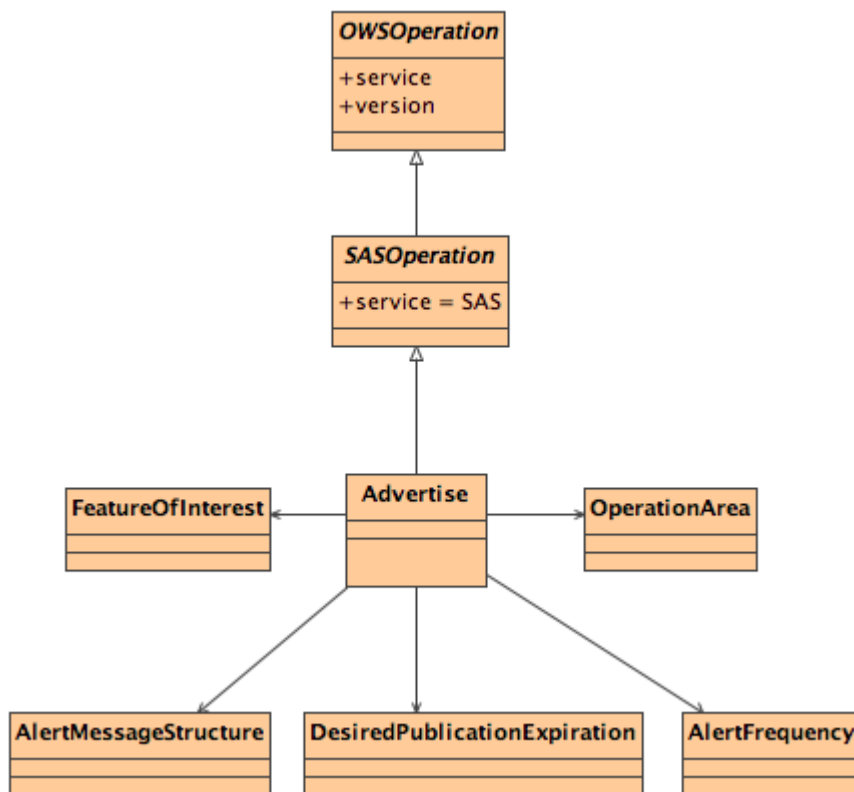 OWSOperation
+service
+version
SASOperation
+service = SAS
Advertise
FeatureOfInterest
OperationArea
AlertMessageStructure
DesiredPublicationExpiration
AlertFrequency